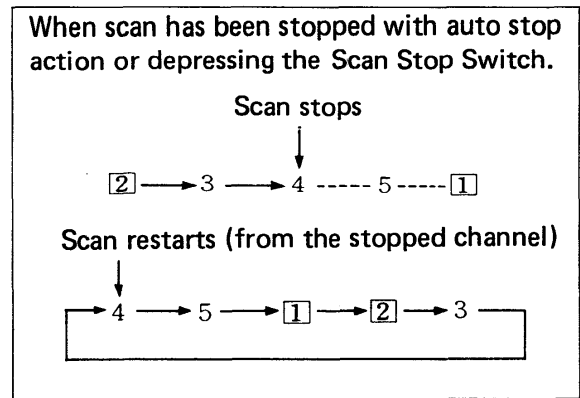 When scan has been stopped with auto stop
action or depressing the Scan Stop Switch.
Scan stops
2 3 4 5 1
Scan restarts (from the stopped channel)
4 5 1 2 3